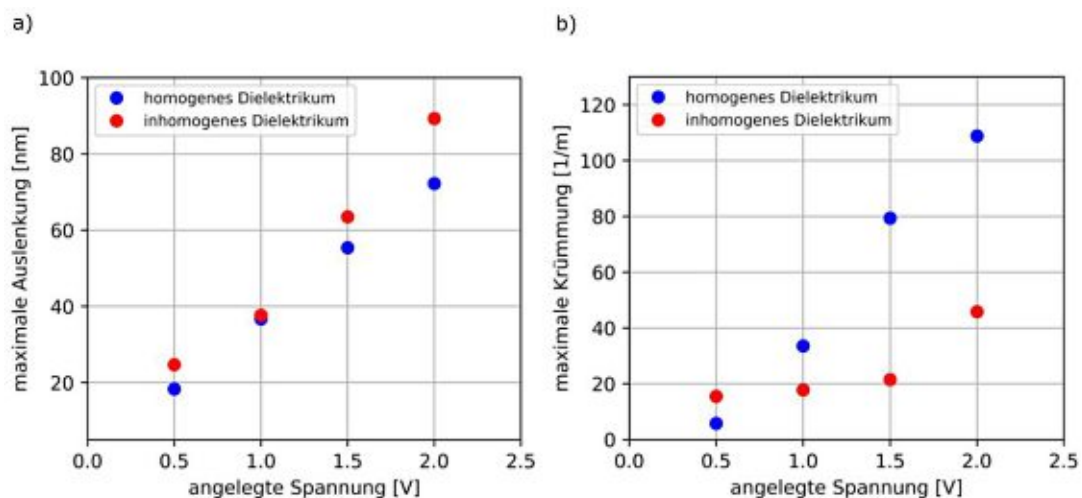 a)
100
80
60
40
20
maximale Auslenkung [nm]
homogenes Dielektrikum
inhomogenes Dielektrikum
0.0 0.5 1.0 1.5 2.0 2.5
angelegte Spannung [V]
b)
120
100
80
60
40
20
0
maximale Krümmung [1/m]
homogenes Dielektrikum
inhomogenes Dielektrikum
0.0 0.5 1.0 1.5 2.0 2.5
angelegte Spannung [V]